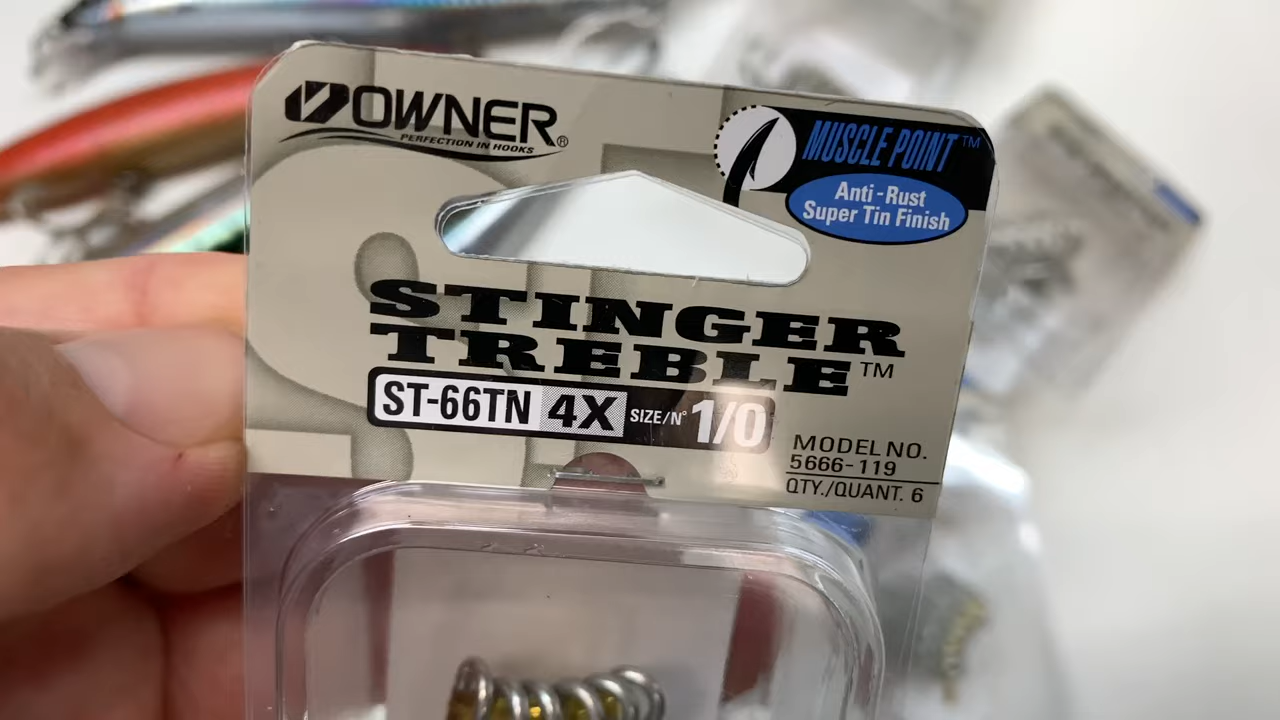 OWNER®
PERFECTION IN HOOKS
MUSCLE POINT™
Anti-Rust
Super Tin Finish
STINGER
TREBLE™
ST-66TN 4X SIZE/N° 1/0
MODEL NO.
5666-119
QTY./QUANT. 6